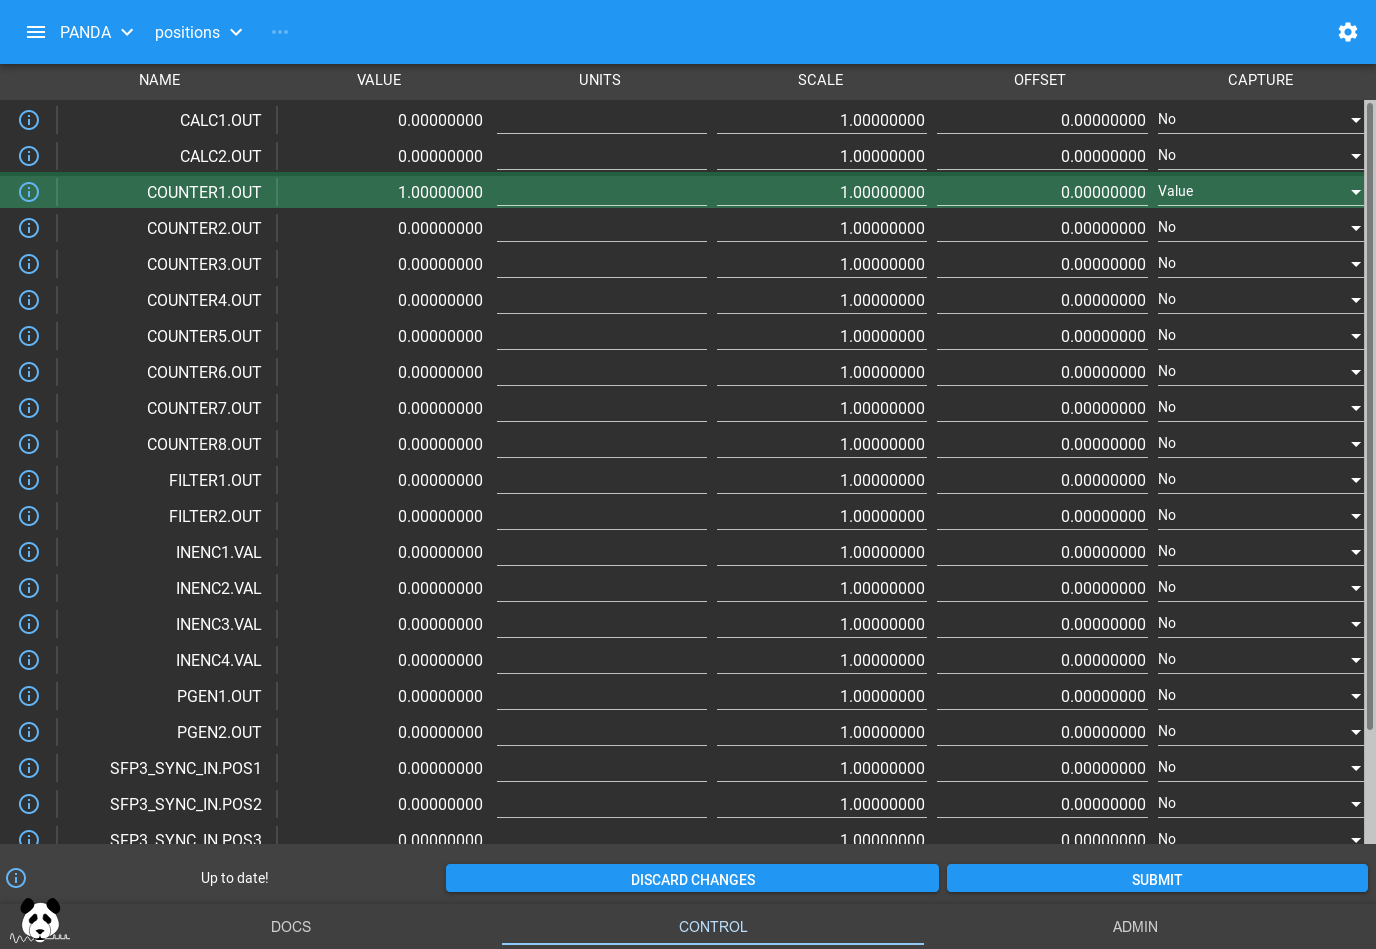 PANDA positions ...
NAME VALUE UNITS SCALE OFFSET CAPTURE
CALC1.OUT 0.00000000 1.00000000 0.00000000 No
CALC2.OUT 0.00000000 1.00000000 0.00000000 No
COUNTER1.OUT 1.00000000 1.00000000 0.00000000 Value
COUNTER2.OUT 0.00000000 1.00000000 0.00000000 No
COUNTER3.OUT 0.00000000 1.00000000 0.00000000 No
COUNTER4.OUT 0.00000000 1.00000000 0.00000000 No
COUNTER5.OUT 0.00000000 1.00000000 0.00000000 No
COUNTER6.OUT 0.00000000 1.00000000 0.00000000 No
COUNTER7.OUT 0.00000000 1.00000000 0.00000000 No
COUNTER8.OUT 0.00000000 1.00000000 0.00000000 No
FILTER1.OUT 0.00000000 1.00000000 0.00000000 No
FILTER2.OUT 0.00000000 1.00000000 0.00000000 No
INENC1.VAL 0.00000000 1.00000000 0.00000000 No
INENC2.VAL 0.00000000 1.00000000 0.00000000 No
INENC3.VAL 0.00000000 1.00000000 0.00000000 No
INENC4.VAL 0.00000000 1.00000000 0.00000000 No
PGEN1.OUT 0.00000000 1.00000000 0.00000000 No
PGEN2.OUT 0.00000000 1.00000000 0.00000000 No
SFP3_SYNC_IN.POS1 0.00000000 1.00000000 0.00000000 No
SFP3_SYNC_IN.POS2 0.00000000 1.00000000 0.00000000 No
SFP3_SYNC_IN.POS3 0.00000000 1.00000000 0.00000000 No
Up to date! DISCARD CHANGES SUBMIT
DOCS CONTROL ADMIN